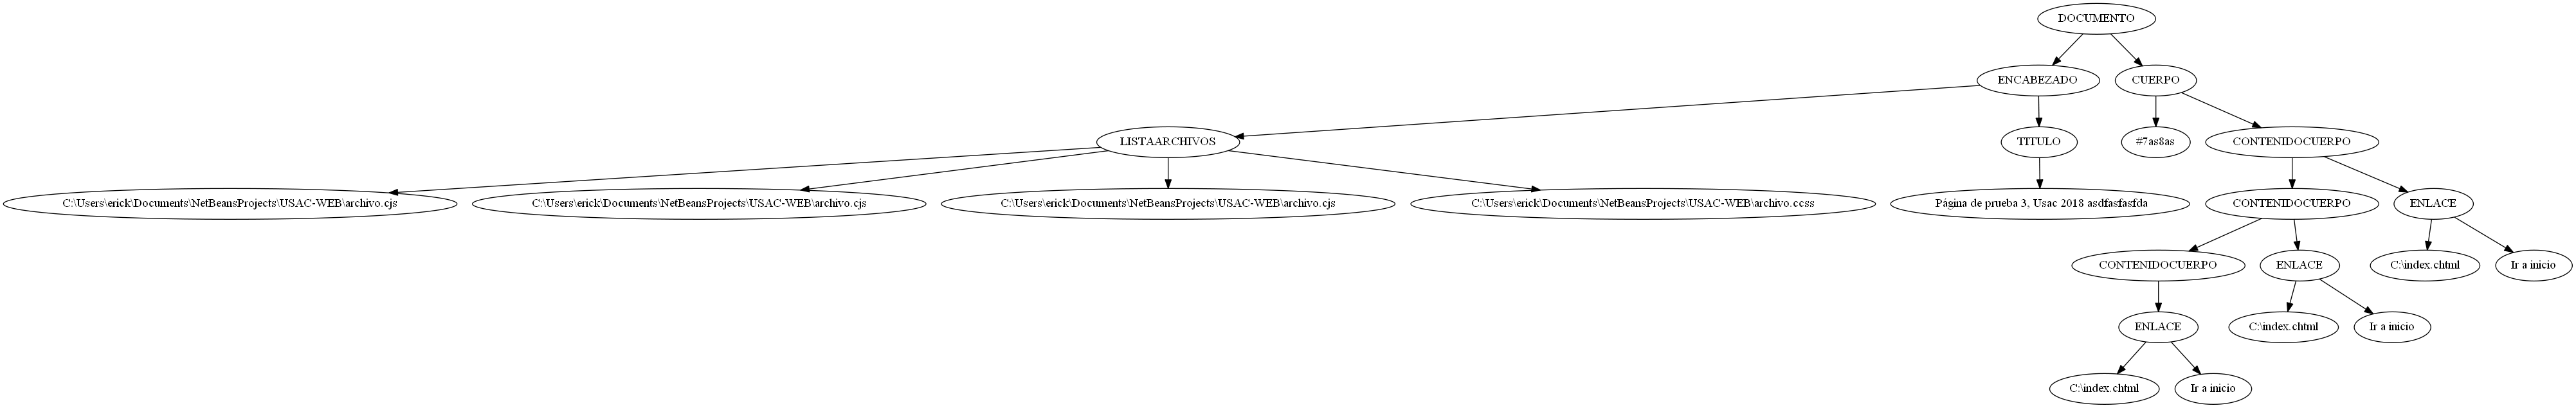 DOCUMENTO
ENCABEZADO
CUERPO
LISTAARCHIVOS
TITULO
#7as8as
CONTENIDOCUERPO
C:\Users\erick\Documents\NetBeansProjects\USAC-WEB\archivo.cjs
C:\Users\erick\Documents\NetBeansProjects\USAC-WEB\archivo.cjs
C:\Users\erick\Documents\NetBeansProjects\USAC-WEB\archivo.cjs
C:\Users\erick\Documents\NetBeansProjects\USAC-WEB\archivo.ccss
Página de prueba 3, Usac 2018 asdfasfasfda
CONTENIDOCUERPO
ENLACE
CONTENIDOCUERPO
ENLACE
C:\index.chtml
Ir a inicio
ENLACE
C:\index.chtml
Ir a inicio
C:\index.chtml
Ir a inicio